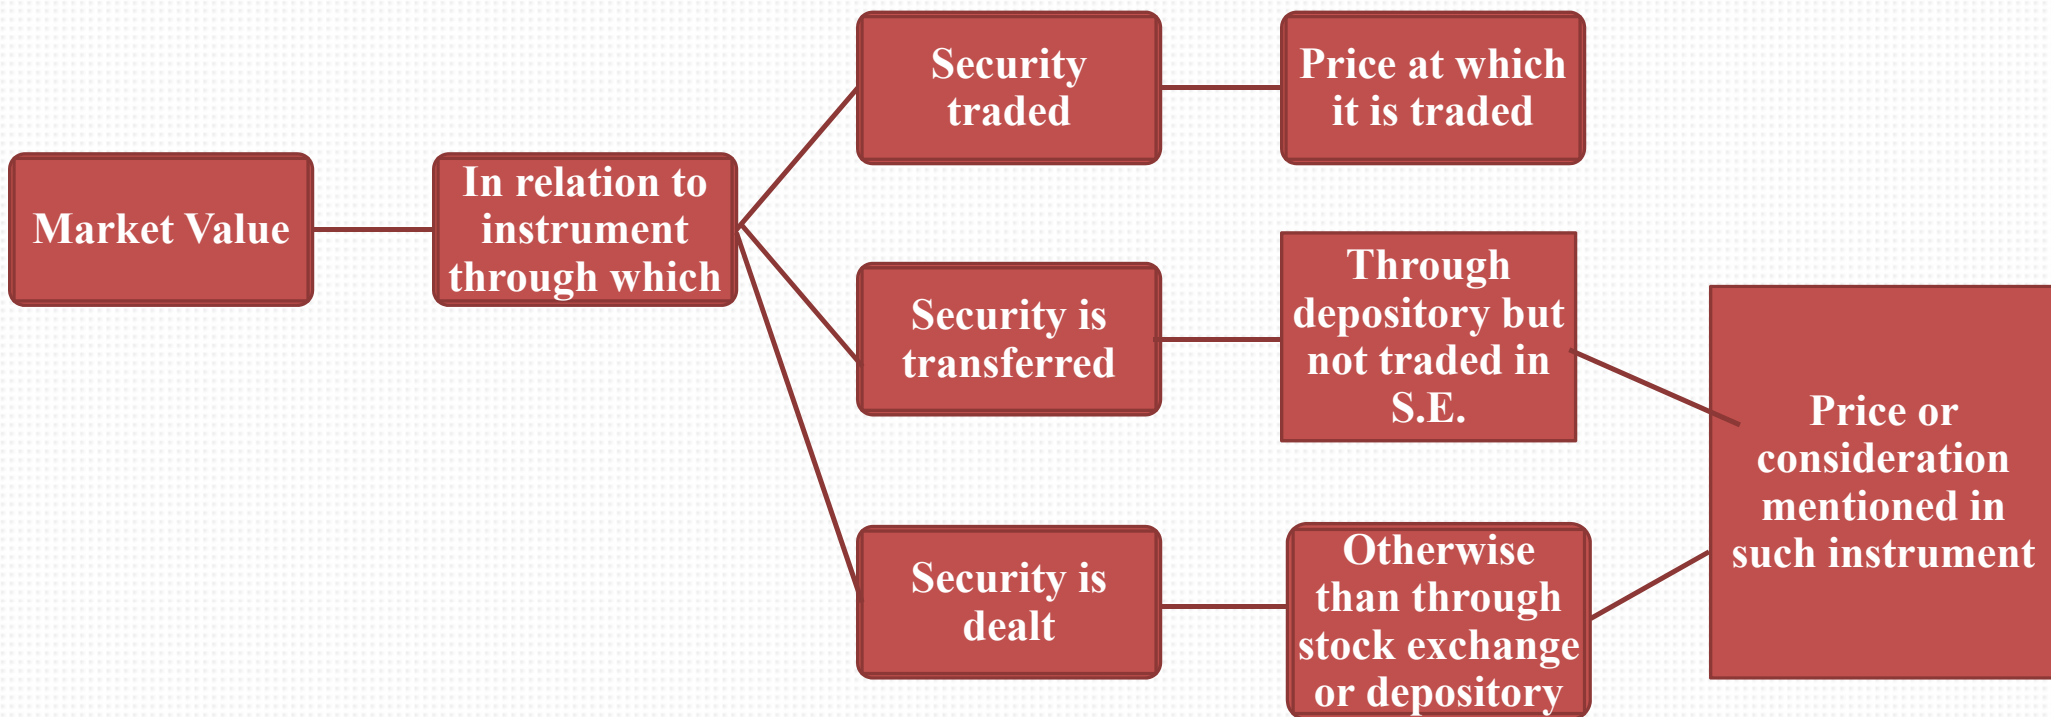 Market Value
In relation to
instrument
through which
Security
traded
Price at which
it is traded
Security is
transferred
Through
depository but
not traded in
S.E.
Security is
dealt
Otherwise
than through
stock exchange
or depository
Price or
consideration
mentioned in
such instrument